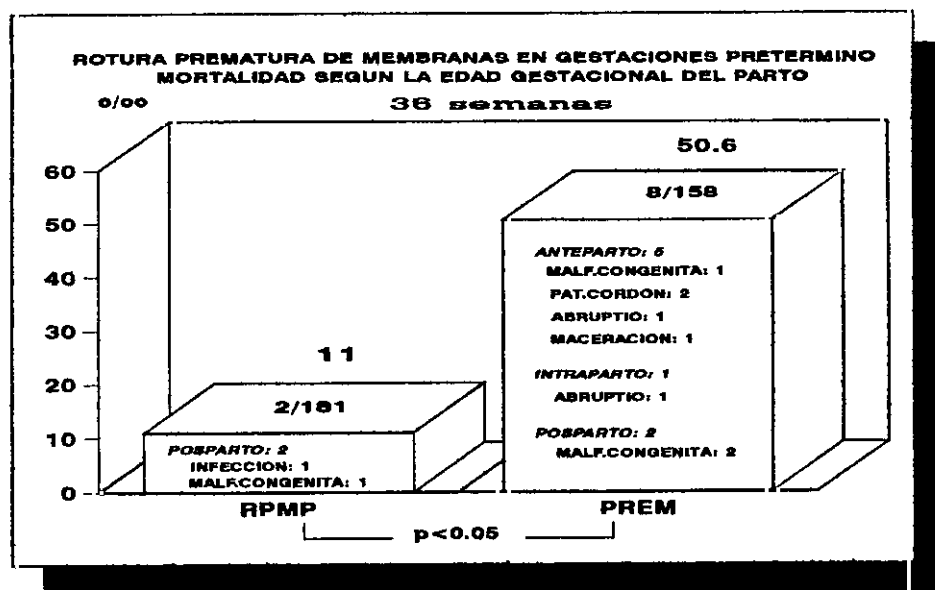 ROTURA PREMATURA DE MEMBRANAS EN GESTACIONES PRETERMINO
MORTALIDAD SEGUN LA EDAD GESTACIONAL DEL PARTO
o/oo
36 semanas
60
50
40
30
20
10
0
11
2/181
POSPARTO: 2
INFECCION: 1
MALF.CONGENITA: 1
50.6
8/158
ANTEPARTO: 5
MALF.CONGENITA: 1
PAT.CORDON: 2
ABRUPTIO: 1
MACERACION: 1
INTRAPARTO: 1
ABRUPTIO: 1
POSPARTO: 2
MALF.CONGENITA: 2
RPMP
PREM
p<0.05